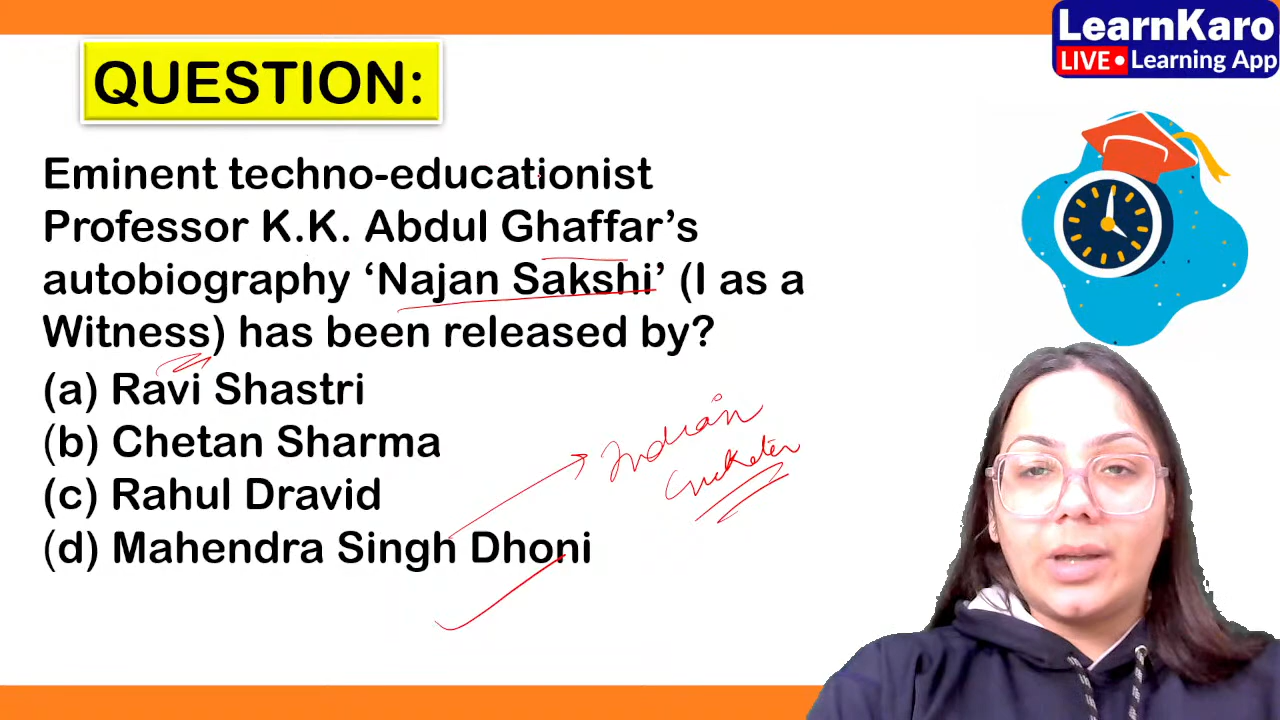 LearnKaro
LIVE• Learning App
QUESTION:
Eminent techno-educationist
Professor K.K. Abdul Ghaffar’s
autobiography ‘Najan Sakshi’ (I as a
Witness) has been released by?
(a) Ravi Shastri
(b) Chetan Sharma
(c) Rahul Dravid
(d) Mahendra Singh Dhoni
Indian
Cricketer